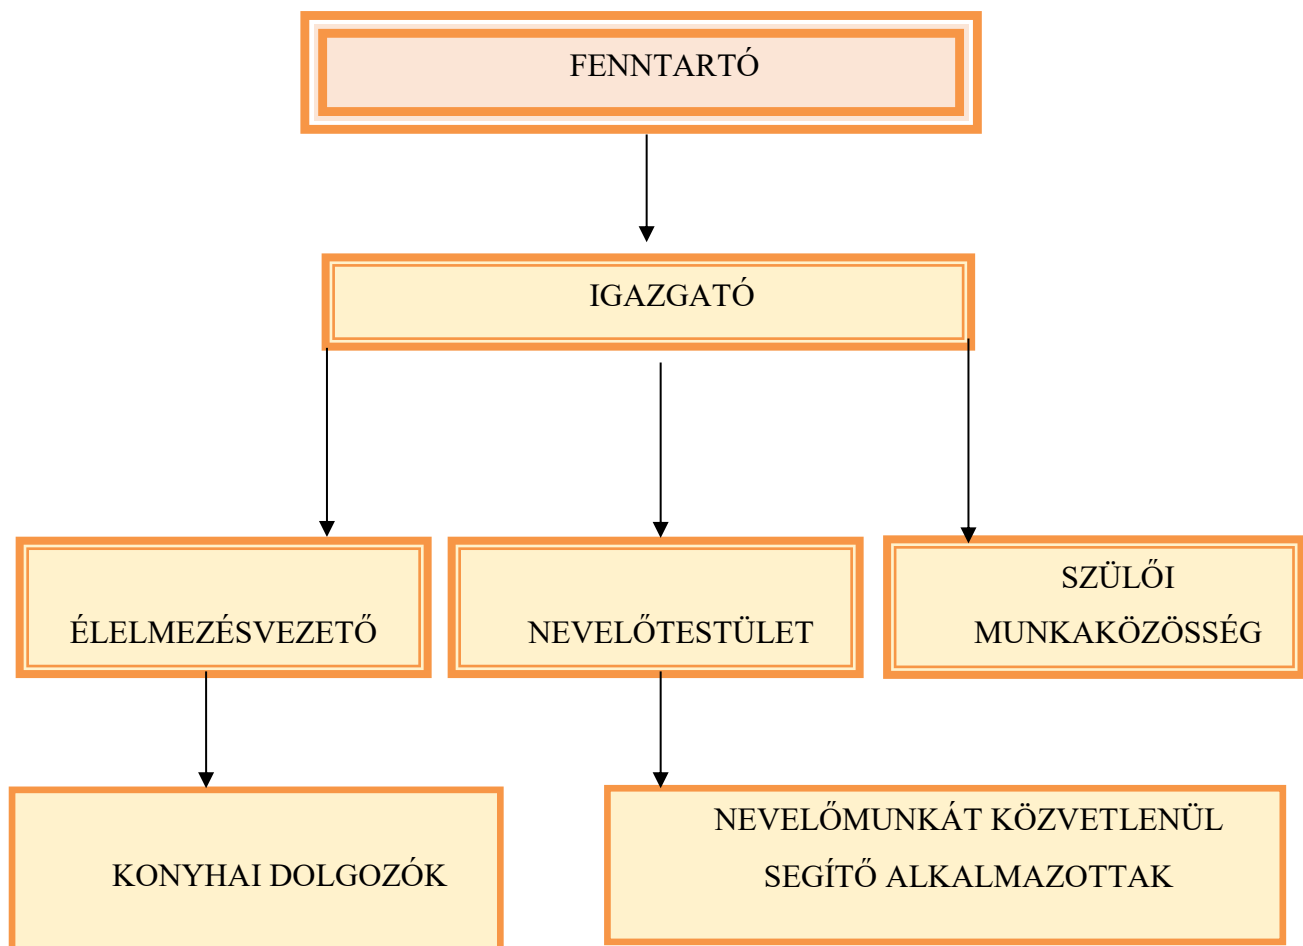 FENNTARTÓ
IGAZGATÓ
ÉLELMEZÉSVEZETŐ
NEVELŐTESTÜLET
SZÜLŐI
MUNKAKÖZÖSSÉG
KONYHAI DOLGOZÓK
NEVELŐMUNKÁT KÖZVETLENÜL
SEGÍTŐ ALKALMAZOTTAK